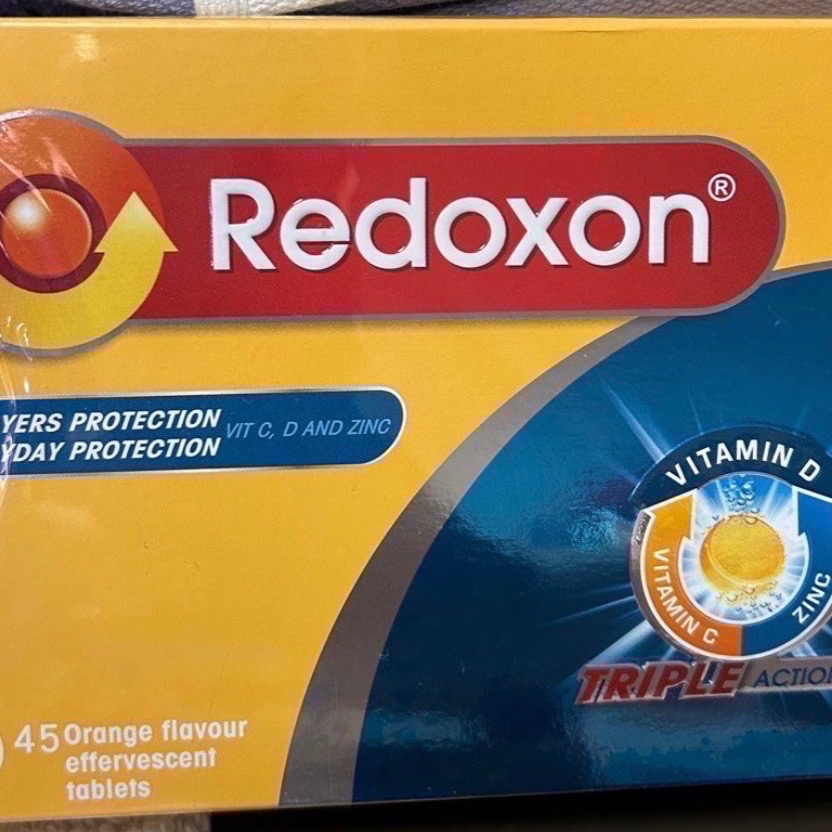 Redoxon®
YERS PROTECTION
YDAY PROTECTION
VIT C, D AND ZINC
VITAMIN D
VITAMIN C
ZINC
TRIPLE ACTION
45 Orange flavour
effervescent
tablets